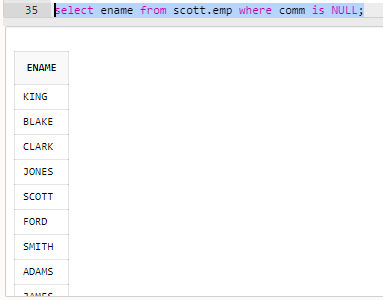 35 select ename from scott.emp where comm is NULL;
ENAME
KING
BLAKE
CLARK
JONES
SCOTT
FORD
SMITH
ADAMS
JAMES